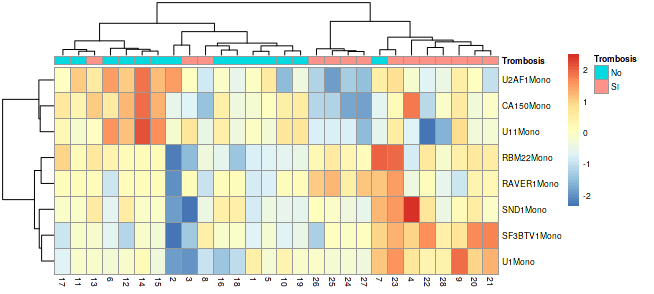 Trombosis
U2AF1Mono
CA150Mono
U11Mono
RBM22Mono
RAVER1Mono
SND1Mono
SF3BTV1Mono
U1Mono
17 11 13 6 12 14 15 2 3 8 16 18 1 5 10 19 26 25 24 27 7 23 4 22 28 9 20 21
2
1
0
-1
-2
Trombosis
No
SI